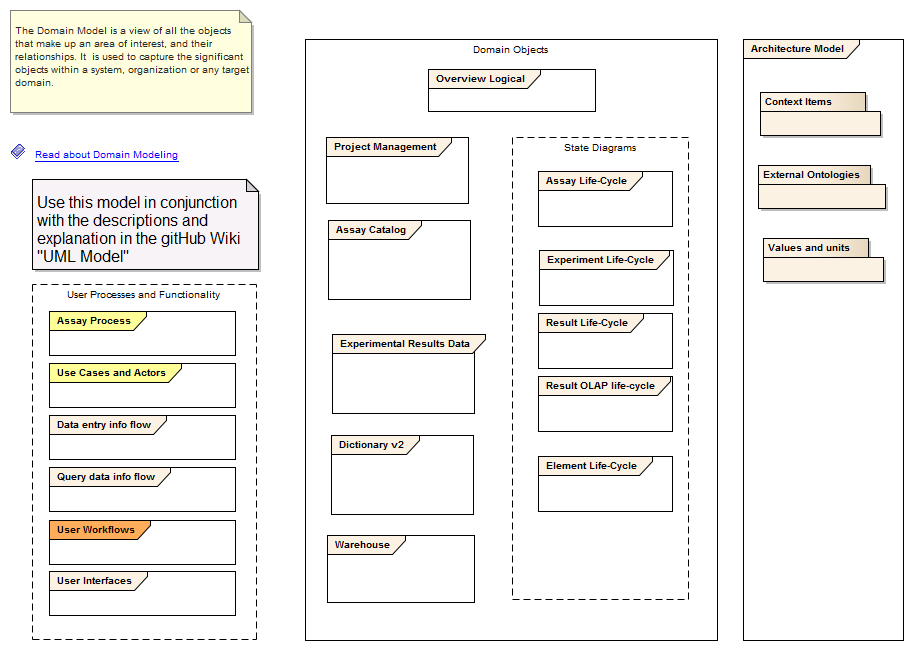 The Domain Model is a view of all the objects
that make up an area of interest, and their
relationships. It is used to capture the significant
objects within a system, organization or any target
domain.
Read about Domain Modeling
Use this model in conjunction
with the descriptions and
explanation in the gitHub Wiki
"UML Model"
User Processes and Functionality
Assay Process
Use Cases and Actors
Data entry info flow
Query data info flow
User Workflows
User Interfaces
Domain Objects
Overview Logical
Project Management
Assay Catalog
Experimental Results Data
Dictionary v2
Warehouse
State Diagrams
Assay Life-Cycle
Experiment Life-Cycle
Result Life-Cycle
Result OLAP life-cycle
Element Life-Cycle
Architecture Model
Context Items
External Ontologies
Values and units